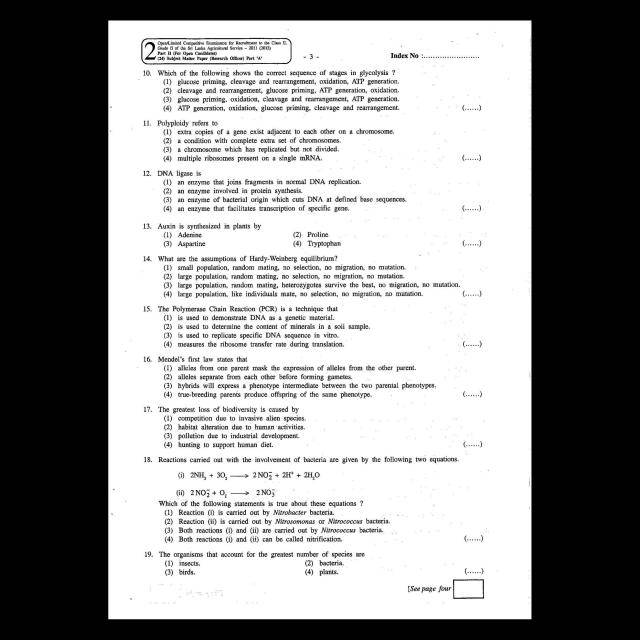 2
Open/Limited Competitive Examination for Recruitment to the Class II,
Grade II of the Sri Lanka Agricultural Service - 2011 (2012)
Part II (For Open Candidates)
(24) Subject Matter Paper (Research Officer) Part 'A'
- 3 -
Index No :........................
10. Which of the following shows the correct sequence of stages in glycolysis ?
(1) glucose priming, cleavage and rearrangement, oxidation, ATP generation.
(2) cleavage and rearrangement, glucose priming, ATP generation, oxidation.
(3) glucose priming, oxidation, cleavage and rearrangement, ATP generation.
(4) ATP generation, oxidation, glucose priming, cleavage and rearrangement. (......)
11. Polyploidy refers to
(1) extra copies of a gene exist adjacent to each other on a chromosome.
(2) a condition with complete extra set of chromosomes.
(3) a chromosome which has replicated but not divided.
(4) multiple ribosomes present on a single mRNA. (......)
12. DNA ligase is
(1) an enzyme that joins fragments in normal DNA replication.
(2) an enzyme involved in protein synthesis.
(3) an enzyme of bacterial origin which cuts DNA at defined base sequences.
(4) an enzyme that facilitates transcription of specific gene. (......)
13. Auxin is synthesized in plants by
(1) Adenine (2) Proline
(3) Aspartine (4) Tryptophan (......)
14. What are the assumptions of Hardy-Weinberg equilibrium?
(1) small population, random mating, no selection, no migration, no mutation.
(2) large population, random mating, no selection, no migration, no mutation.
(3) large population, random mating, heterozygotes survive the best, no migration, no mutation.
(4) large population, like individuals mate, no selection, no migration, no mutation. (......)
15. The Polymerase Chain Reaction (PCR) is a technique that
(1) is used to demonstrate DNA as a genetic material.
(2) is used to determine the content of minerals in a soil sample.
(3) is used to replicate specific DNA sequence in vitro.
(4) measures the ribosome transfer rate during translation. (......)
16. Mendel's first law states that
(1) alleles from one parent mask the expression of alleles from the other parent.
(2) alleles separate from each other before forming gametes.
(3) hybrids will express a phenotype intermediate between the two parental phenotypes.
(4) true-breeding parents produce offspring of the same phenotype. (......)
17. The greatest loss of biodiversity is caused by
(1) competition due to invasive alien species.
(2) habitat alteration due to human activities.
(3) pollution due to industrial development.
(4) hunting to support human diet. (......)
18. Reactions carried out with the involvement of bacteria are given by the following two equations.
(i) 2NH₃ + 3O₂ ⟶ 2 NO₂⁻ + 2H⁺ + 2H₂O
(ii) 2 NO₂⁻ + O₂ ⟶ 2 NO₃⁻
Which of the following statements is true about these equations ?
(1) Reaction (i) is carried out by Nitrobacter bacteria.
(2) Reaction (ii) is carried out by Nitrosomonas or Nitrococcus bacteria.
(3) Both reactions (i) and (ii) are carried out by Nitrococcus bacteria.
(4) Both reactions (i) and (ii) can be called nitrification. (......)
19. The organisms that account for the greatest number of species are
(1) insects. (2) bacteria.
(3) birds. (4) plants. (......)
[See page four